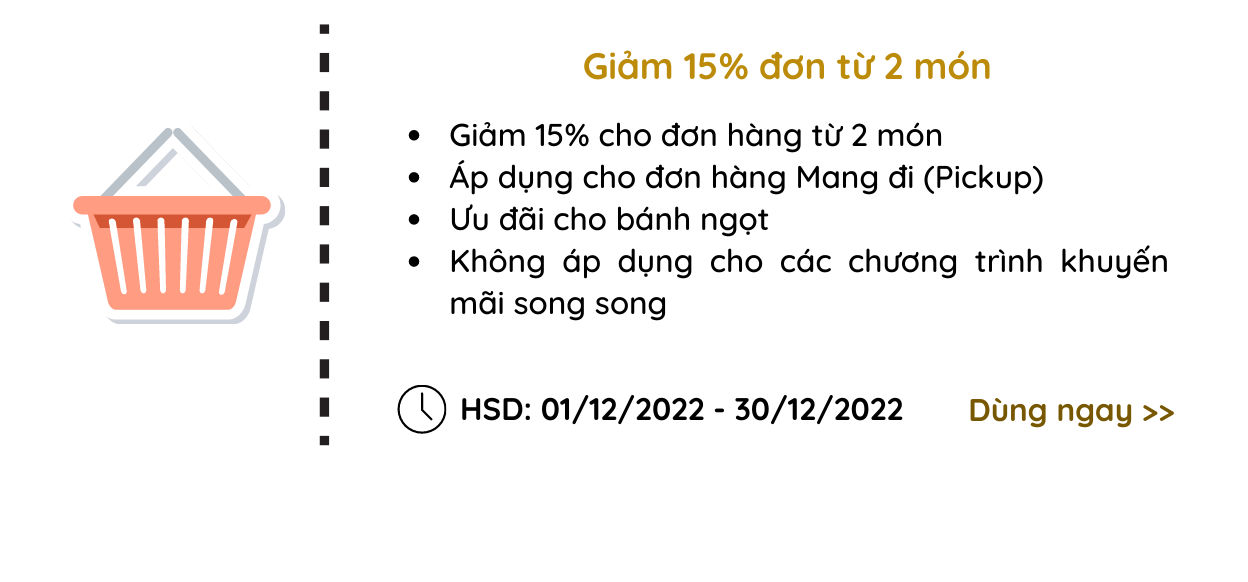 Giảm 15% đơn từ 2 món
• Giảm 15% cho đơn hàng từ 2 món
• Áp dụng cho đơn hàng Mang đi (Pickup)
• Ưu đãi cho bánh ngọt
• Không áp dụng cho các chương trình khuyến
mãi song song
HSD: 01/12/2022 - 30/12/2022
Dùng ngay >>